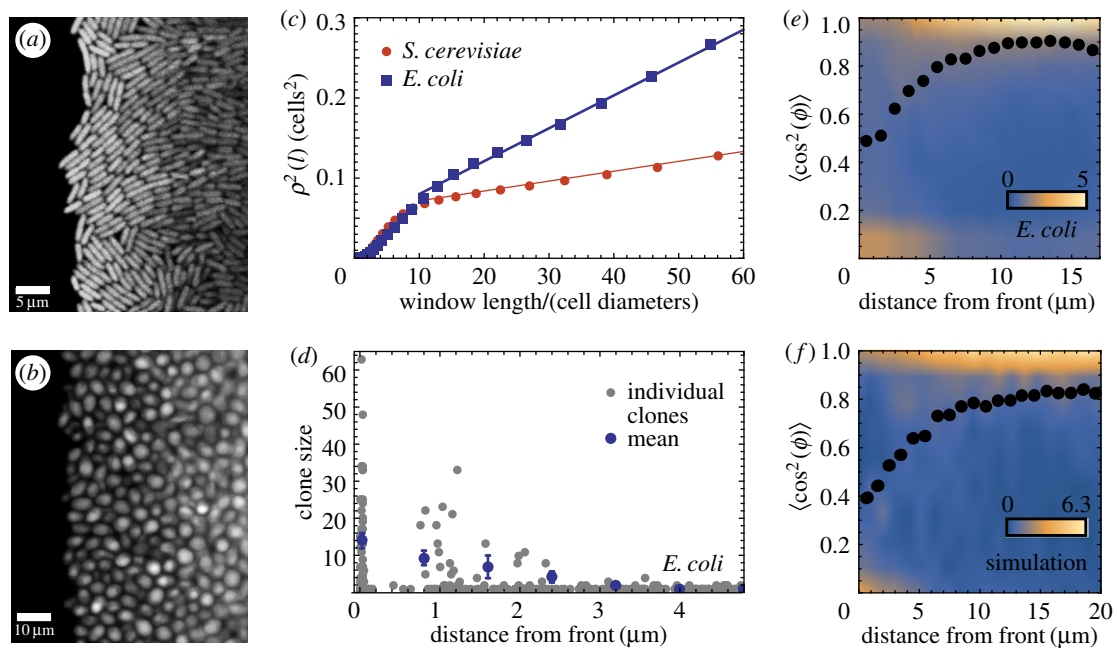 (a)
5 µm
(b)
10 µm
(c)
0.3
0.2
0.1
0
ρ²(l) (cells²)
S. cerevisiae
E. coli
10 20 30 40 50 60
window length/(cell diameters)
(d)
60
50
40
30
20
10
0
clone size
individual
clones
mean
E. coli
1 2 3 4
distance from front (µm)
(e)
1.0
0.8
0.6
0.4
0.2
0
⟨cos²(ϕ)⟩
0 5
E. coli
5 10 15
distance from front (µm)
(f)
1.0
0.8
0.6
0.4
0.2
0
⟨cos²(ϕ)⟩
0 6.3
simulation
5 10 15 20
distance from front (µm)